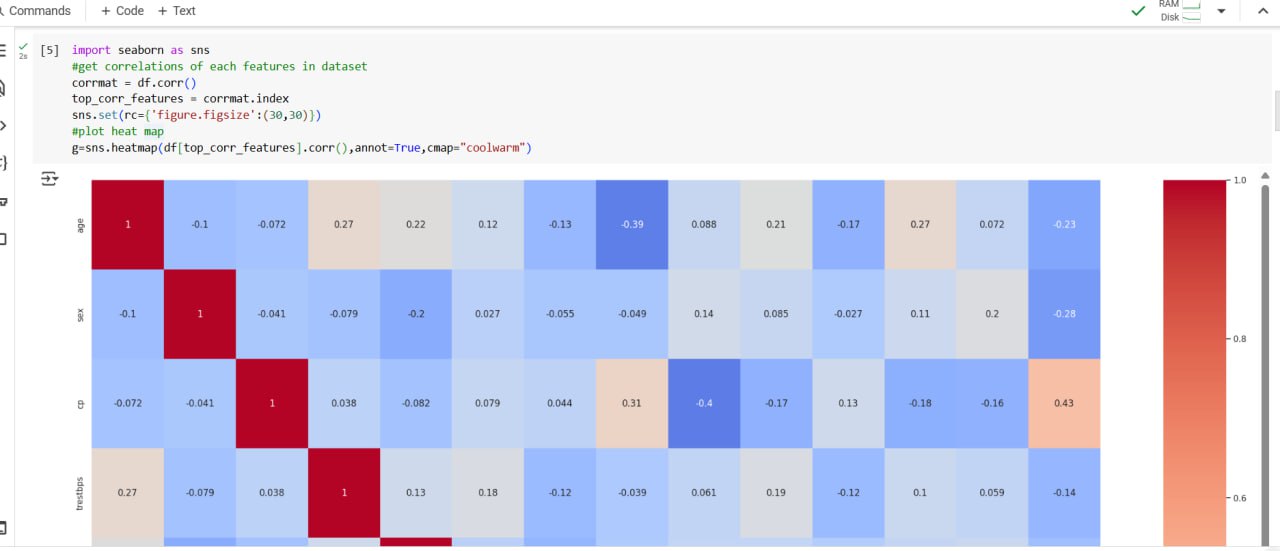 Commands + Code + Text
RAM
Disk
2s
[5] import seaborn as sns
#get correlations of each features in dataset
corrmat = df.corr()
top_corr_features = corrmat.index
sns.set(rc={'figure.figsize':(30,30)})
#plot heat map
g=sns.heatmap(df[top_corr_features].corr(),annot=True,cmap="coolwarm")
age 1 -0.1 -0.072 0.27 0.22 0.12 -0.13 -0.39 0.088 0.21 -0.17 0.27 0.072 -0.23
sex -0.1 1 -0.041 -0.079 -0.2 0.027 -0.055 -0.049 0.14 0.085 -0.027 0.11 0.2 -0.28
cp -0.072 -0.041 1 0.038 -0.082 0.079 0.044 0.31 -0.4 -0.17 0.13 -0.18 -0.16 0.43
trestbps 0.27 -0.079 0.038 1 0.13 0.18 -0.12 -0.039 0.061 0.19 -0.12 0.1 0.059 -0.14
1.0
0.8
0.6